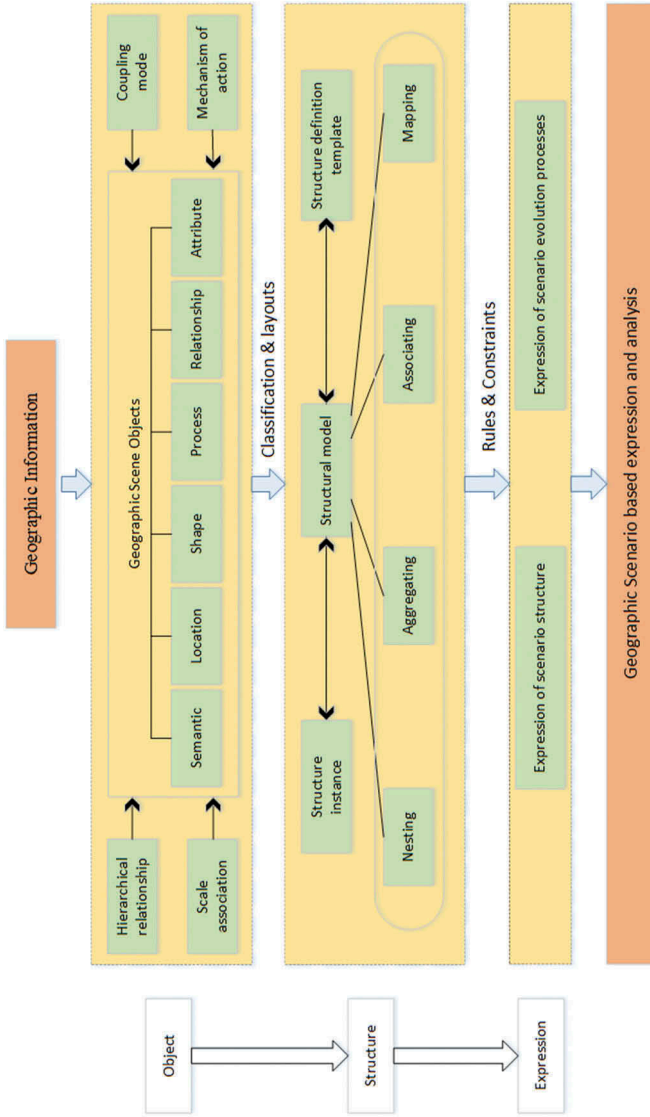 Geographic Information
Object
Hierarchical
relationship
Scale
association
Geographic Scene Objects
Semantic
Location
Shape
Process
Relationship
Attribute
Coupling mode
Mechanism of
action
Classification & layouts
Structure
Structure
instance
Structural model
Structure definition
template
Nesting
Aggregating
Associating
Mapping
Rules & Constraints
Expression
Expression of scenario structure
Expression of scenario evolution processes
Geographic Scenario based expression and analysis